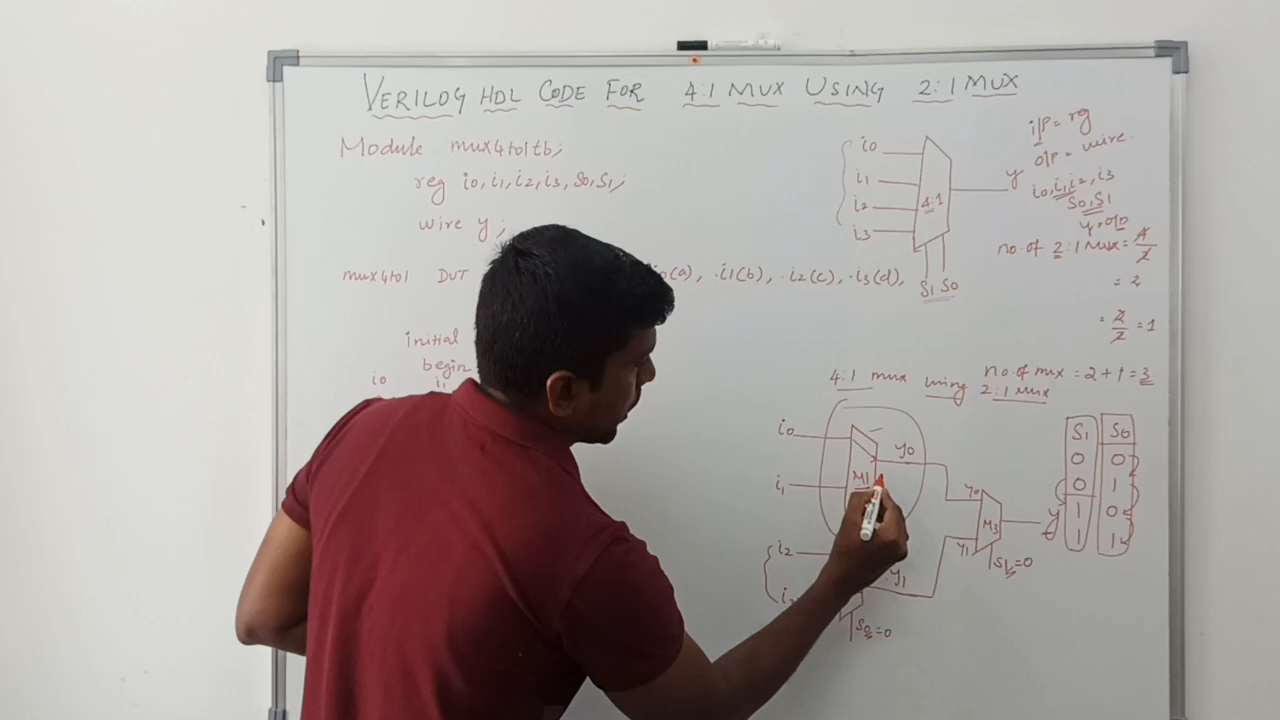 VERILOG HDL CODE FOR 4:1 MUX USING 2:1 MUX
Module mux4to1tb;
reg i0, i1, i2, i3, S0, S1;
wire y;
mux4to1 DUT
i0(a), .i1(b), .i2(c), .i3(d),
initial
begin
i0 i1
i0
i1
i2
i3
4:1
y
S1 S0
i/p = reg
o/p = wire.
i0, i1, i2, i3
S0, S1
y = o/p
no. of 2:1 mux = 4/2
= 2
= 2/2 = 1
no. of mux = 2 + 1 = 3
4:1 mux using 2:1 mux
i0
i1
M1
y0
i2
y1
S0 = 0
y0
y1
M3
S1 = 0
y
S1 S0
0 0
0 1
1 0
1 1